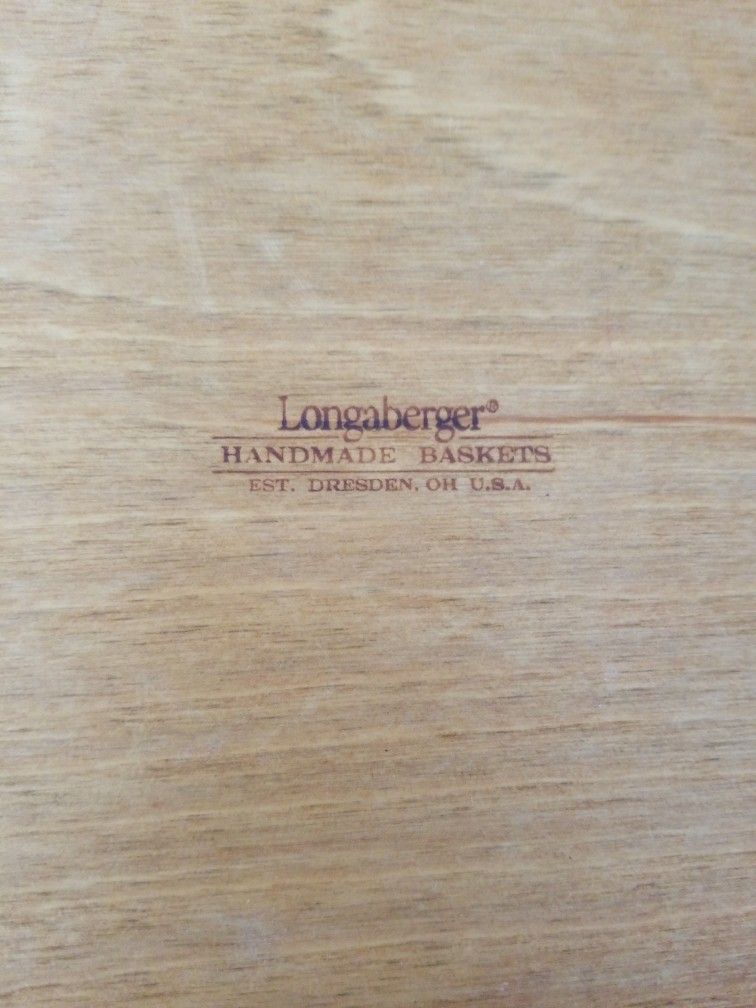 Longaberger®
HANDMADE BASKETS
EST. DRESDEN, OH U.S.A.